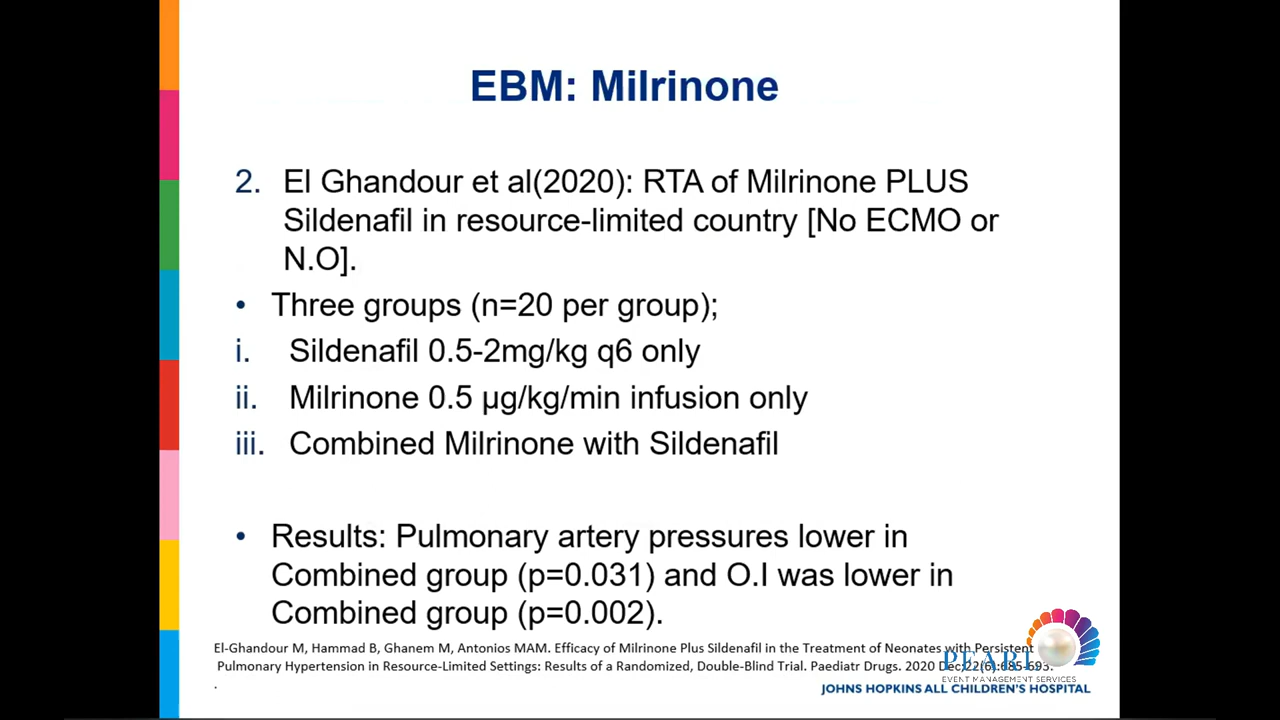 EBM: Milrinone
2. El Ghandour et al(2020): RTA of Milrinone PLUS
Sildenafil in resource-limited country [No ECMO or
N.O].
• Three groups (n=20 per group);
i. Sildenafil 0.5-2mg/kg q6 only
ii. Milrinone 0.5 µg/kg/min infusion only
iii. Combined Milrinone with Sildenafil
• Results: Pulmonary artery pressures lower in
Combined group (p=0.031) and O.I was lower in
Combined group (p=0.002).
El-Ghandour M, Hammad B, Ghanem M, Antonios MAM. Efficacy of Milrinone Plus Sildenafil in the Treatment of Neonates with Persistent
Pulmonary Hypertension in Resource-Limited Settings: Results of a Randomized, Double-Blind Trial. Paediatr Drugs. 2020 Dec;22(6):685-693.
.
PEARL
EVENT MANAGEMENT SERVICES
JOHNS HOPKINS ALL CHILDREN'S HOSPITAL